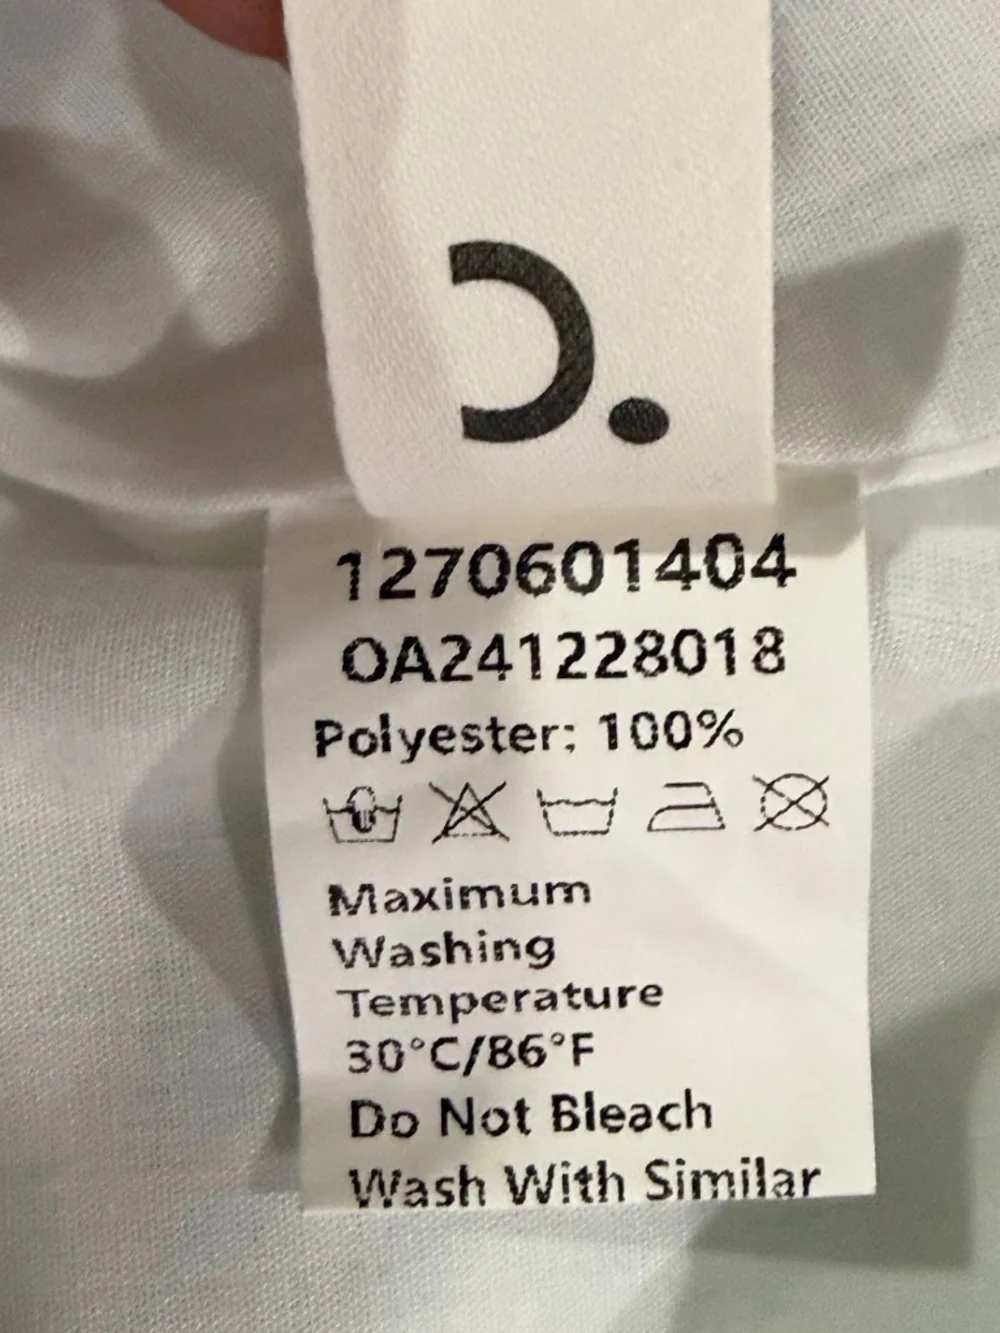 Ɔ.
1270601404
OA241228018
Polyester: 100%
Maximum
Washing
Temperature
30°C/86°F
Do Not Bleach
Wash With Similar